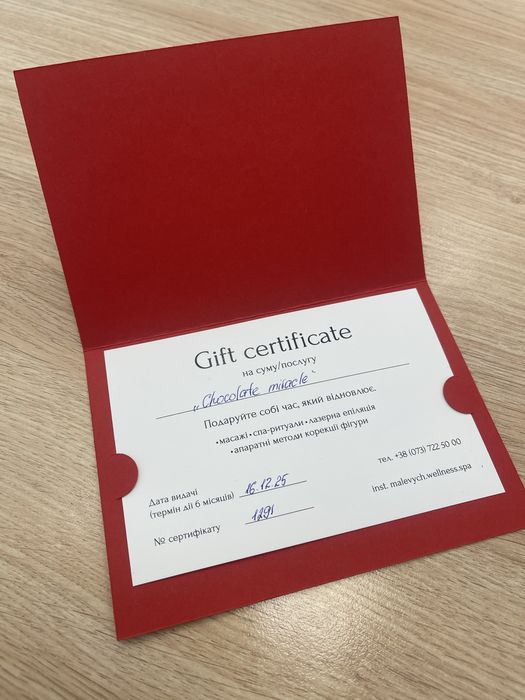 Gift certificate
на суму/послугу
„Chocolate miracle"
Подаруйте собі час, який відновлює.
•масажі•спа-ритуали•лазерна епіляція
•апаратні методи корекції фігури
Дата видачі
(термін дії 6 місяців) 16.12.25
№ сертифікату 1291
тел. +38 (073) 722 50 00
inst. malevych.wellness.spa